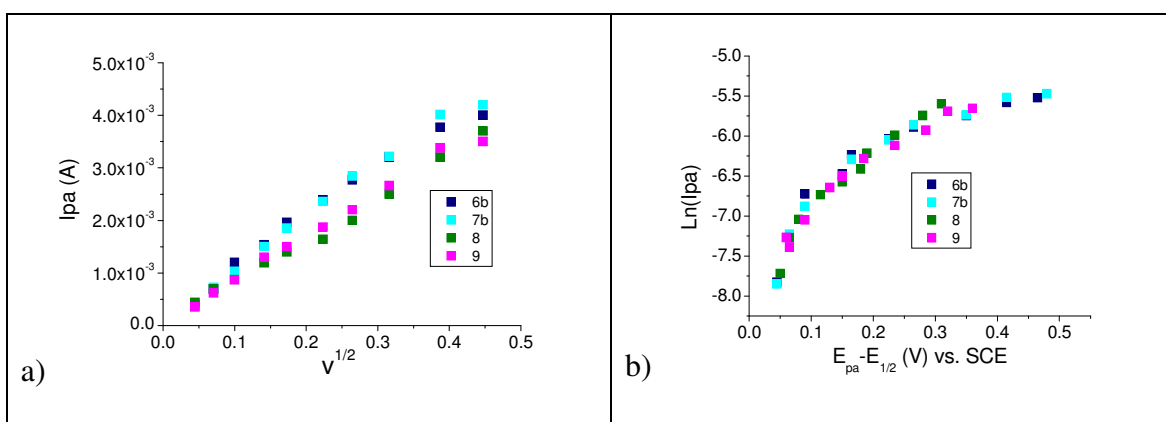 5.0x10⁻³
4.0x10⁻³
3.0x10⁻³
2.0x10⁻³
1.0x10⁻³
0.0
Ipa (A)
0.0 0.1 0.2 0.3 0.4 0.5
v^1/2
6b
7b
8
9
a)
-5.0
-5.5
-6.0
-6.5
-7.0
-7.5
-8.0
Ln(Ipa)
0.0 0.1 0.2 0.3 0.4 0.5
E_pa-E_1/2 (V) vs. SCE
6b
7b
8
9
b)